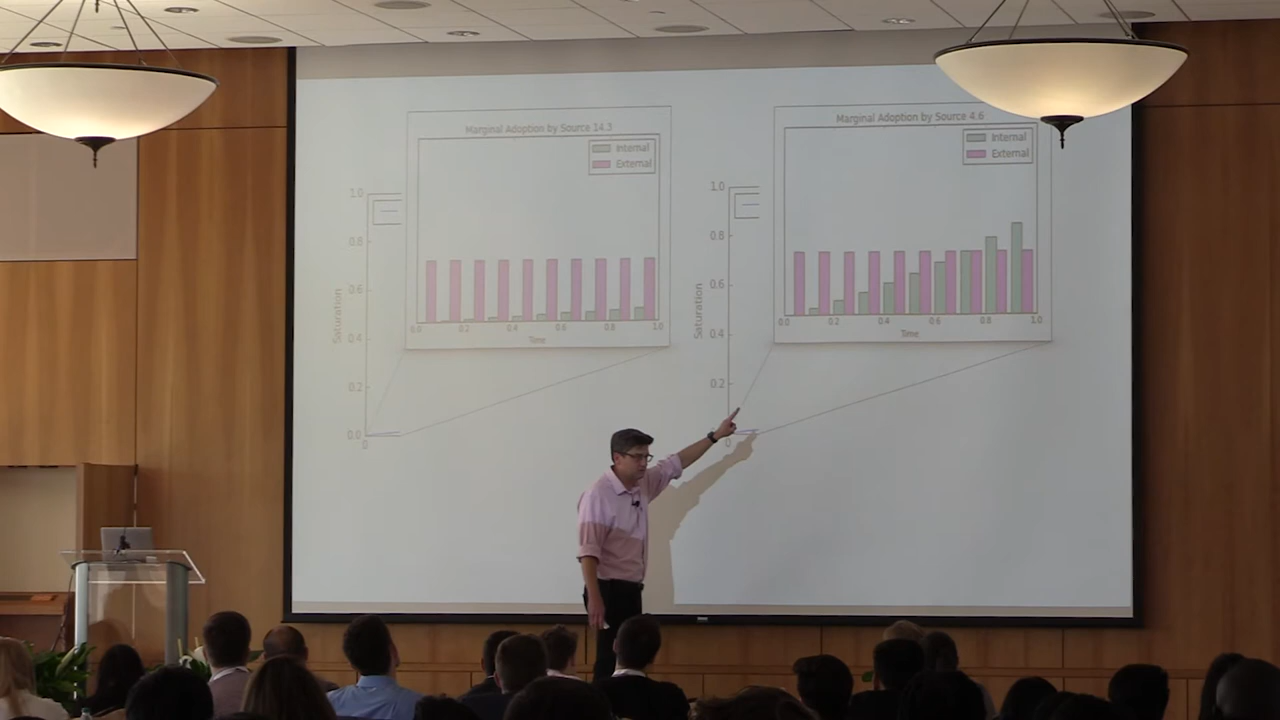 Marginal Adoption by Source 14.3
Internal
External
0.0 0.2 0.4 0.6 0.8 1.0
Time
1.0
0.8
0.6
0.4
0.2
0.0
0
Saturation
Marginal Adoption by Source 4.6
Internal
External
0.0 0.2 0.4 0.6 0.8 1.0
Time
1.0
0.8
0.6
0.4
0.2
0
Saturation